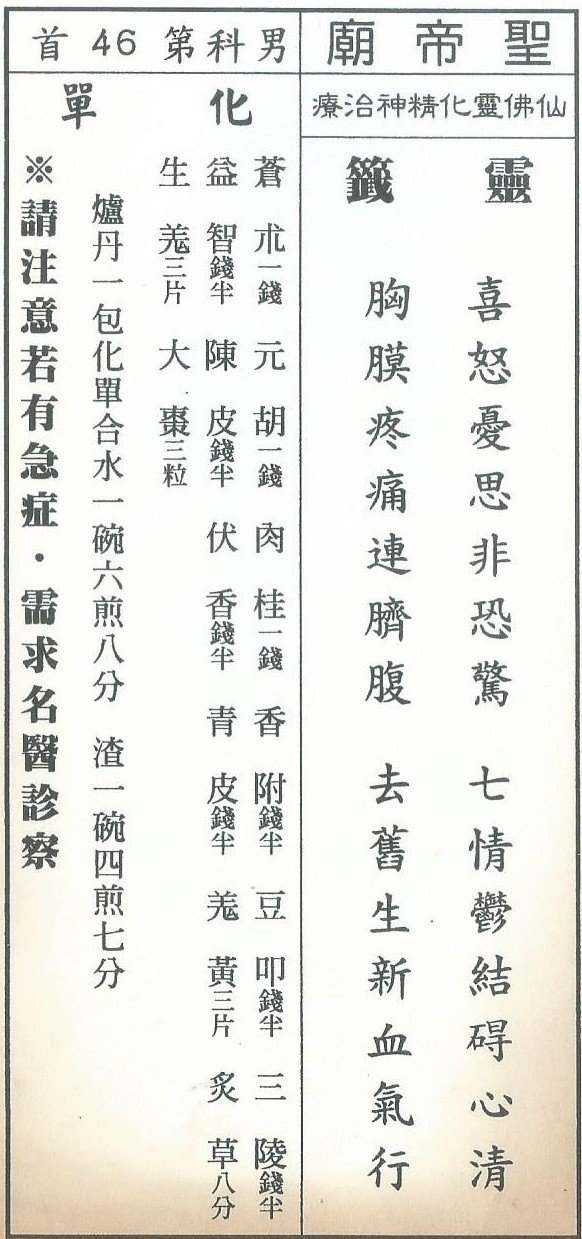 聖帝廟
仙佛靈化精神治療
靈籤
喜怒憂思非恐驚　七情鬱結碍心清
胸膜疼痛連臍腹　去舊生新血氣行
男科第46首
化單
蒼朮一錢　元胡一錢　肉桂一錢　香附錢半　豆叩錢半　三陵錢半
益智錢半　陳皮錢半　伏香錢半　青皮錢半　羗黃三片　炙草八分
生羗三片　大棗三粒
爐丹一包化單合水一碗六煎八分　渣一碗四煎七分
※請注意若有急症・需求名醫診察